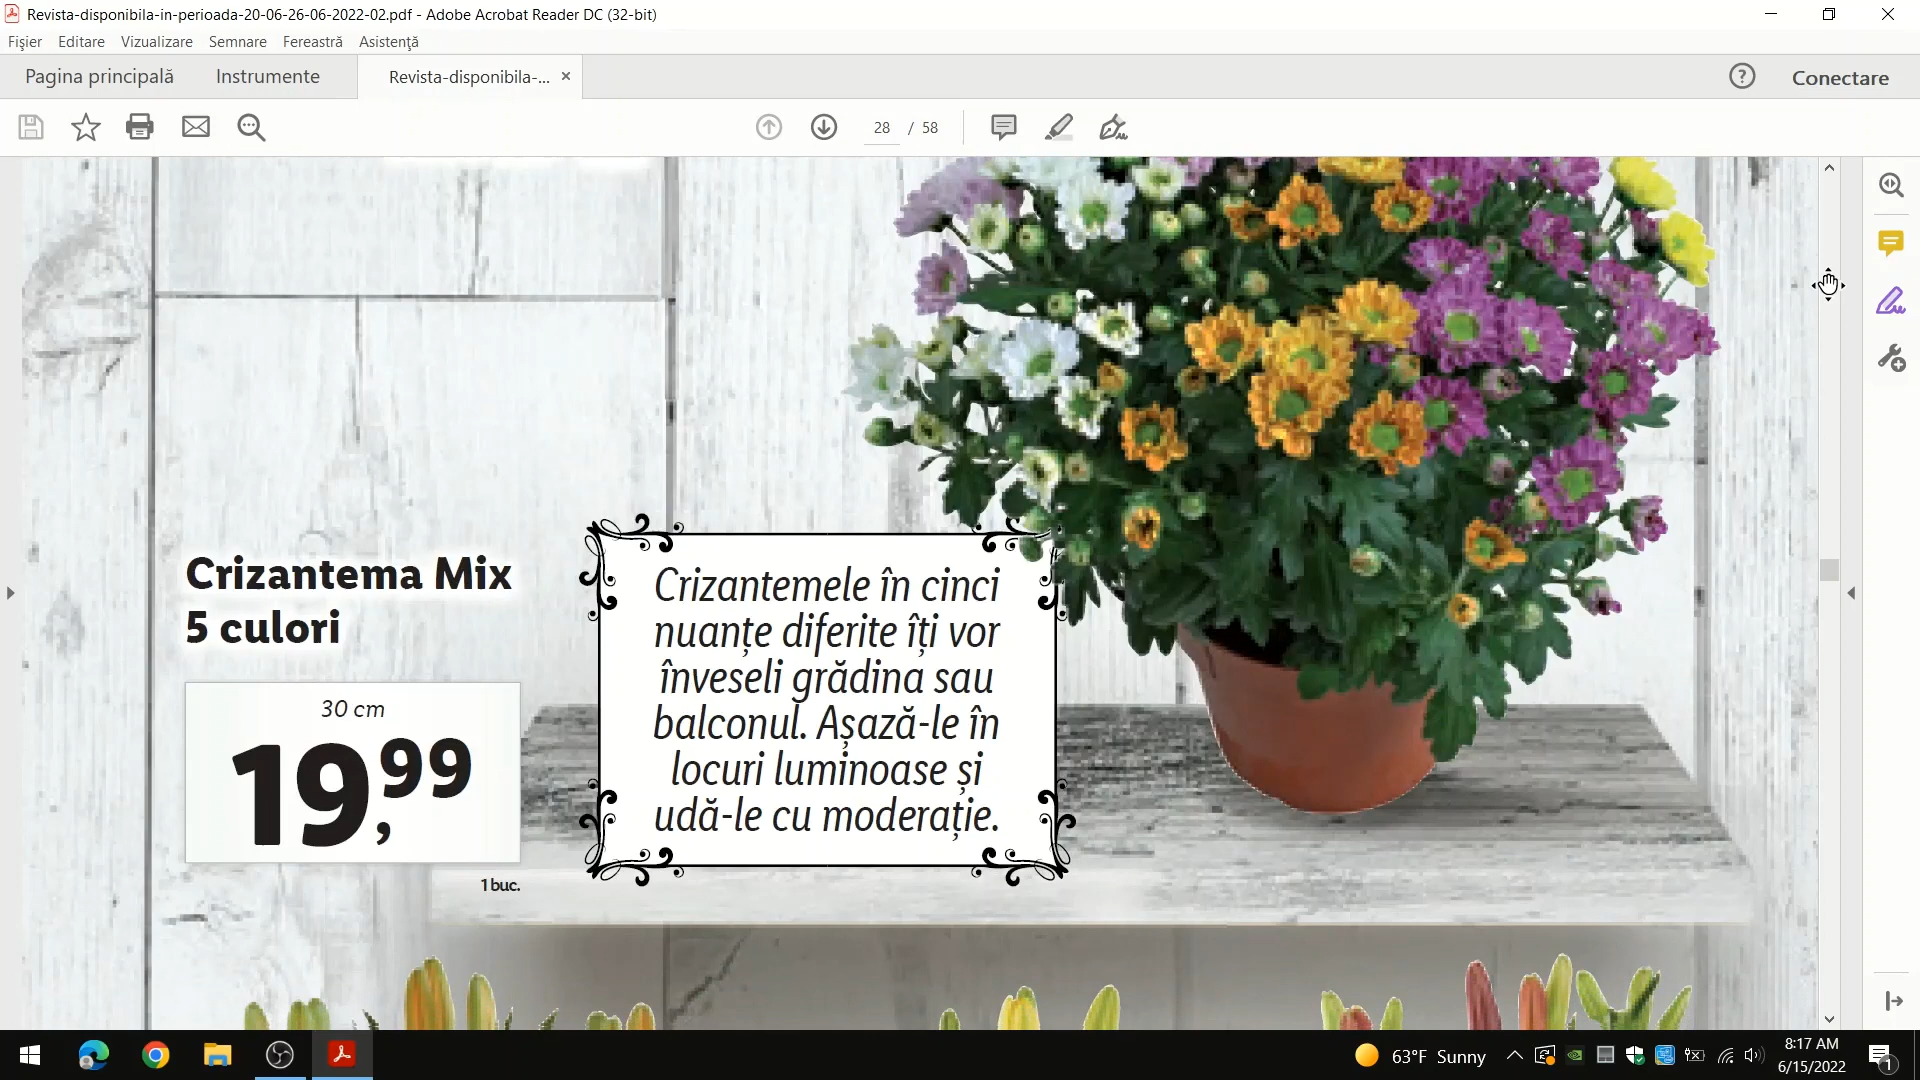 Revista-disponibila-in-perioada-20-06-26-06-2022-02.pdf - Adobe Acrobat Reader DC (32-bit)
Fișier Editare Vizualizare Semnare Fereastră Asistență
Pagina principală Instrumente Revista-disponibila-... Conectare
28 / 58
Crizantema Mix
5 culori
30 cm
19,99
1 buc.
Crizantemele în cinci
nuanțe diferite îți vor
înveseli grădina sau
balconul. Așază-le în
locuri luminoase și
udă-le cu moderație.
63°F Sunny
8:17 AM
6/15/2022
1